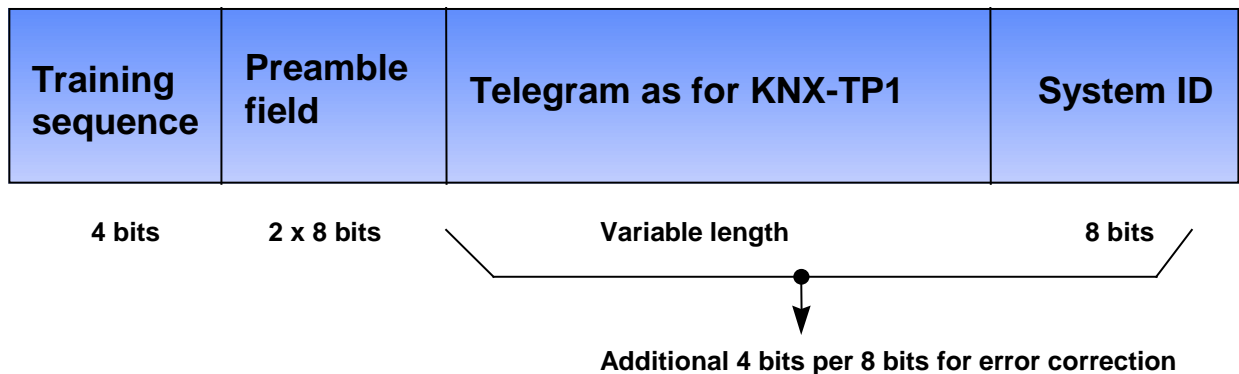 Training
sequence
Preamble
field
Telegram as for KNX-TP1
System ID
4 bits
2 x 8 bits
Variable length
8 bits
Additional 4 bits per 8 bits for error correction